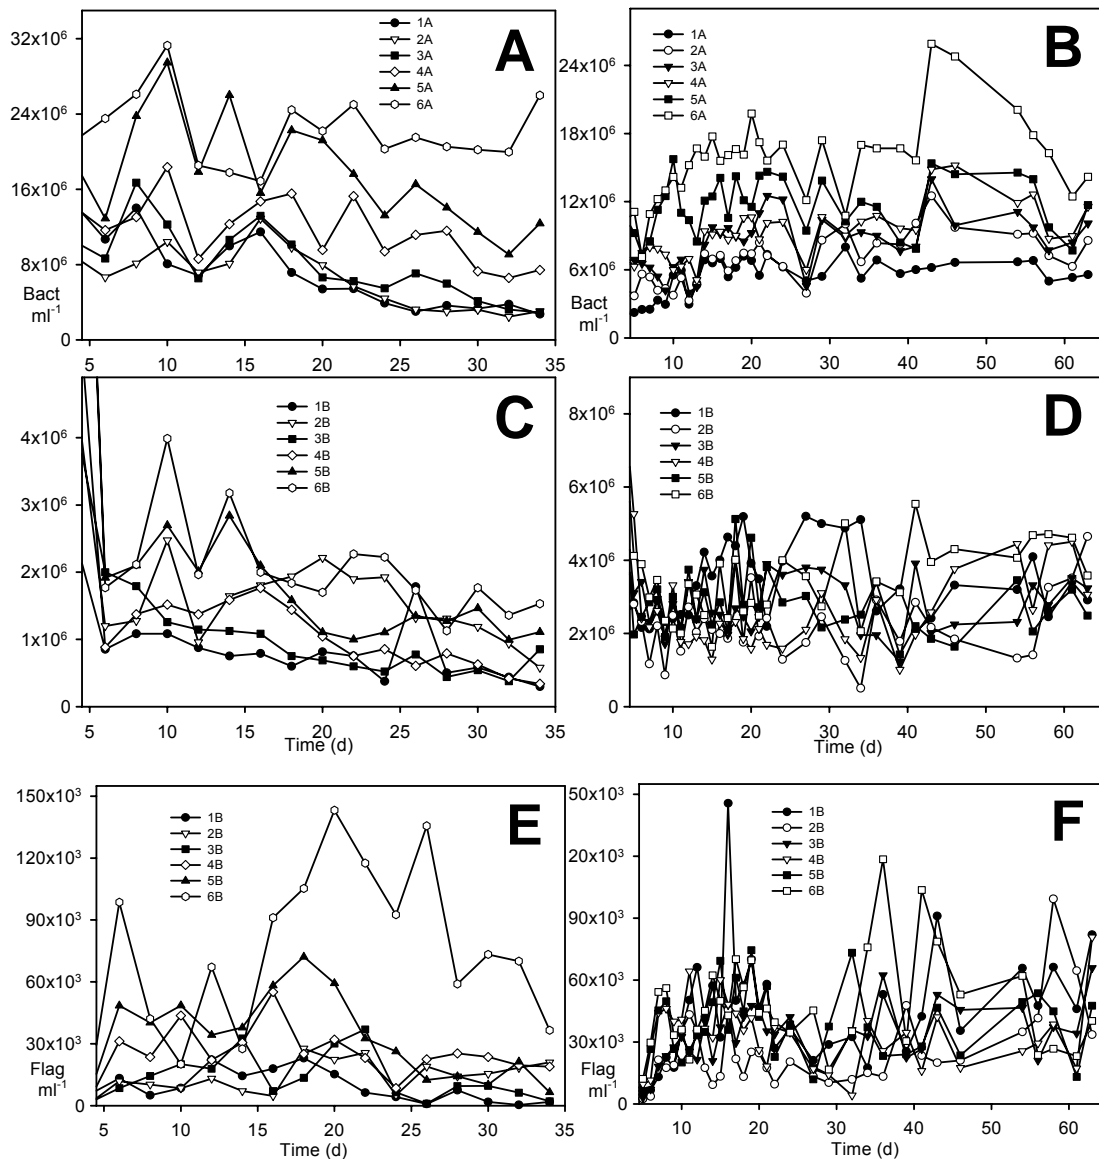 A
32x10⁶
24x10⁶
16x10⁶
8x10⁶
Bact
ml⁻¹
0
5 10 15 20 25 30 35
1A
2A
3A
4A
5A
6A
B
24x10⁶
18x10⁶
12x10⁶
6x10⁶
Bact
ml⁻¹
0
10 20 30 40 50 60
1A
2A
3A
4A
5A
6A
C
4x10⁶
3x10⁶
2x10⁶
1x10⁶
0
5 10 15 20 25 30 35
Time (d)
1B
2B
3B
4B
5B
6B
D
8x10⁶
6x10⁶
4x10⁶
2x10⁶
0
10 20 30 40 50 60
Time (d)
1B
2B
3B
4B
5B
6B
E
150x10³
120x10³
90x10³
60x10³
30x10³
Flag
ml⁻¹
0
5 10 15 20 25 30 35
Time (d)
1B
2B
3B
4B
5B
6B
F
50x10³
20x10³
90x10³
60x10³
30x10³
Flag
ml⁻¹
0
10 20 30 40 50 60
Time (d)
1B
2B
3B
4B
5B
6B